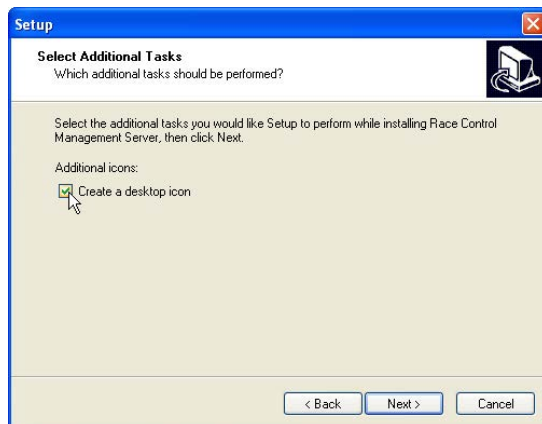 Setup
Select Additional Tasks
Which additional tasks should be performed?
Select the additional tasks you would like Setup to perform while installing Race Control
Management Server, then click Next.
Additional icons:
Create a desktop icon
< Back
Next >
Cancel